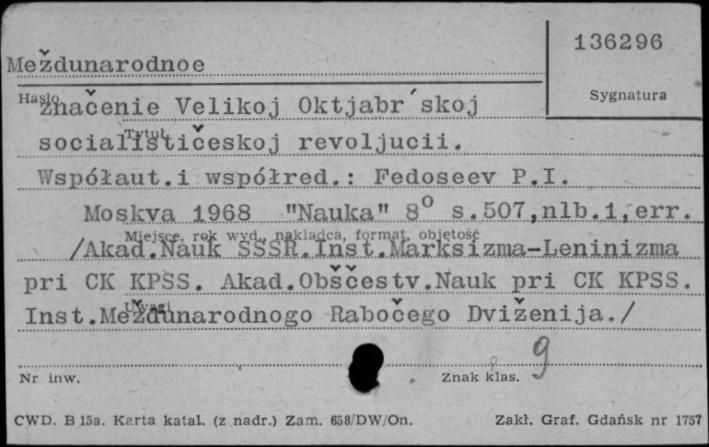 136296
Meždunarodnoe
Sygnatura
Hasło
značenie Velikoj Oktjabr´skoj
Tytuł
socialističeskoj revoljucii.
Współaut.i współred.: Fedoseev P.I.
Moskva 1968 "Nauka" 8° s.507,nlb.1,err.
Miejsce, rok wyd., nakładca, format, objętość
/Akad.Nauk SSSR.Inst.Marksizma-Leninizma
pri CK KPSS. Akad.Obščestv.Nauk pri CK KPSS.
Uwagi
Inst.Meždunarodnogo Rabočego Dviženija./
9
Nr inw.
Znak klas.
CWD. B 15a. Karta katal. (z nadr.) Zam. 658/DW/On.
Zakł. Graf. Gdańsk nr 1757